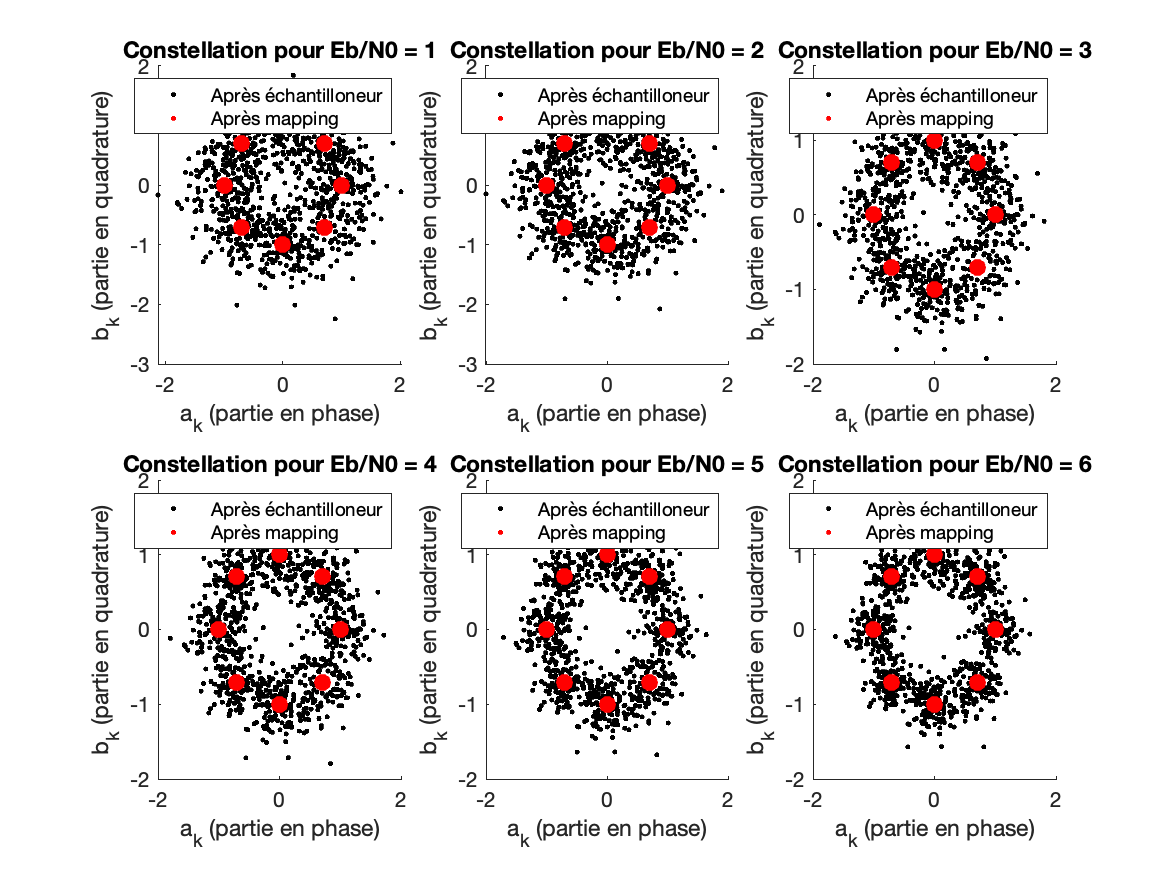 Constellation pour Eb/N0 = 1
2
Après échantilloneur
Après mapping
0
-1
-2
-3
-2
0
2
b_k (partie en quadrature)
a_k (partie en phase)
Constellation pour Eb/N0 = 2
2
Après échantilloneur
Après mapping
0
-1
-2
-3
-2
0
2
b_k (partie en quadrature)
a_k (partie en phase)
Constellation pour Eb/N0 = 3
2
Après échantilloneur
Après mapping
1
0
-1
-2
-2
0
2
b_k (partie en quadrature)
a_k (partie en phase)
Constellation pour Eb/N0 = 4
2
Après échantilloneur
Après mapping
1
0
-1
-2
-2
0
2
b_k (partie en quadrature)
a_k (partie en phase)
Constellation pour Eb/N0 = 5
2
Après échantilloneur
Après mapping
1
0
-1
-2
-2
0
2
b_k (partie en quadrature)
a_k (partie en phase)
Constellation pour Eb/N0 = 6
2
Après échantilloneur
Après mapping
1
0
-1
-2
-2
0
2
b_k (partie en quadrature)
a_k (partie en phase)